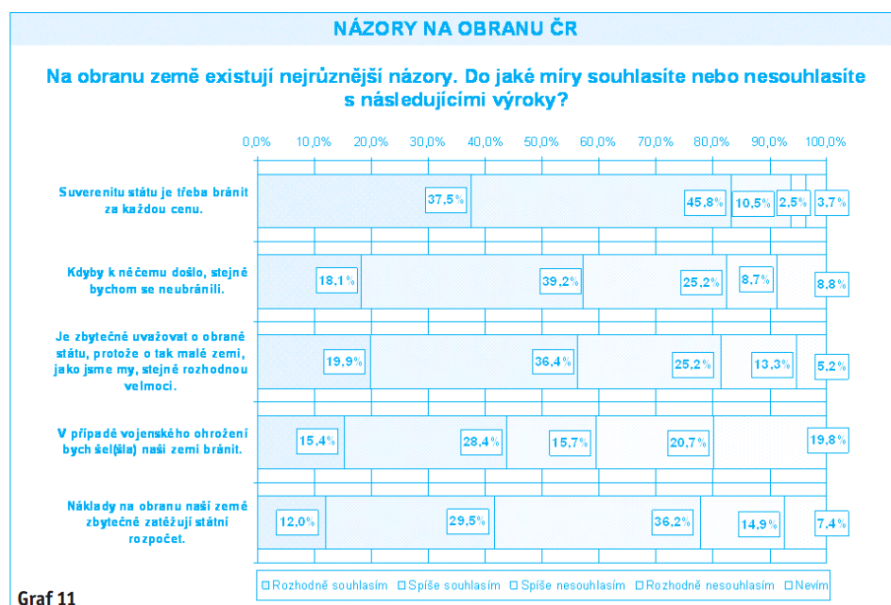 NÁZORY NA OBRANU ČR
Na obranu země existují nejrůznější názory. Do jaké míry souhlasíte nebo nesouhlasíte
s následujícími výroky?
0,0% 10,0% 20,0% 30,0% 40,0% 50,0% 60,0% 70,0% 80,0% 90,0% 100,0%
Suverenitu státu je třeba bránit
za každou cenu.
37,5% 45,8% 10,5% 2,5% 3,7%
Kdyby k něčemu došlo, stejně
bychom se neubránili.
18,1% 39,2% 25,2% 8,7% 8,8%
Je zbytečné uvažovat o obraně
státu, protože o tak malé zemi,
jako jsme my, stejně rozhodnou
velmoci.
19,9% 36,4% 25,2% 13,3% 5,2%
V případě vojenského ohrožení
bych šel(šla) naši zemi bránit.
15,4% 28,4% 15,7% 20,7% 19,8%
Náklady na obranu naší země
zbytečně zatěžují státní
rozpočet.
12,0% 29,5% 36,2% 14,9% 7,4%
Rozhodně souhlasím Spíše souhlasím Spíše nesouhlasím Rozhodně nesouhlasím Nevím
Graf 11